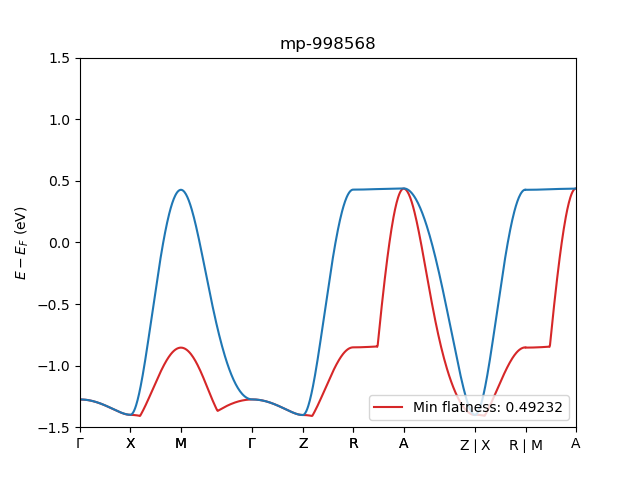 mp-998568
E − E_F (eV)
1.5
1.0
0.5
0.0
−0.5
−1.0
−1.5
Min flatness: 0.49232
Γ X M Γ Z R A Z | X R | M A